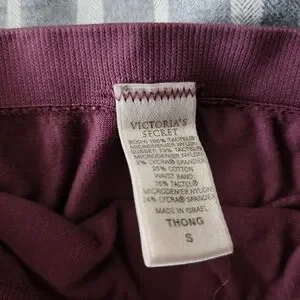 VICTORIA'S
SECRET
BODY: 100% TACTEL®
MICRODENIER NYLON
GUSSET: 73% TACTEL®
MICRODENIER NYLON
2% LYCRA® SPANDEX
25% COTTON
WAIST BAND:
76% TACTEL®
MICRODENIER NYLON
24% LYCRA® SPANDEX
MADE IN ISRAEL
THONG
S